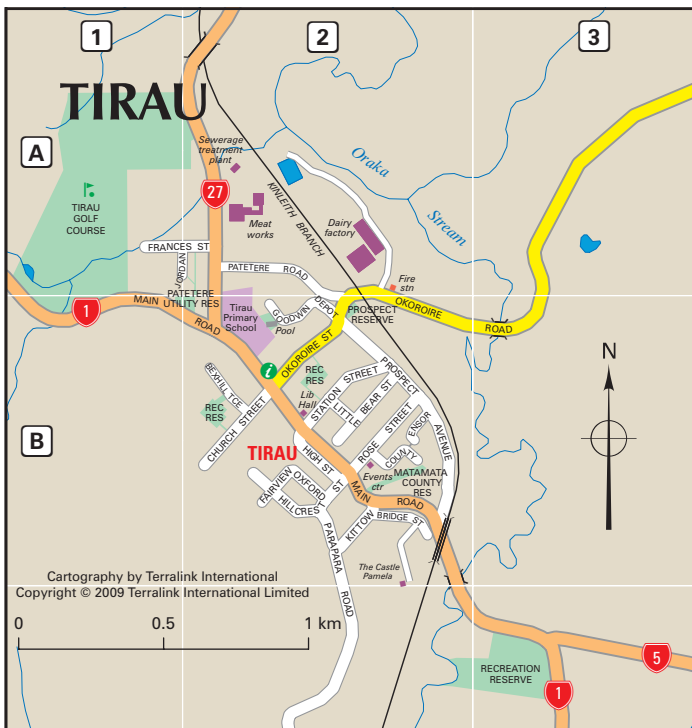 1
2
3
TIRAU
A
Sewerage
treatment
plant
Oraka
Stream
27
KINLEITH BRANCH
TIRAU
GOLF
COURSE
Meat
works
Dairy
factory
FRANCES ST
JORDAN
PATETERE ROAD
Fire
stn
PATETERE
UTILITY RES
1
MAIN
ROAD
Tirau
Primary
School
GOODWIN
Pool
DEPOT
PROSPECT
RESERVE
OKOROIRE
ROAD
OKOROIRE ST
i
N
BEXHILL TCE
REC
RES
STATION STREET
PROSPECT
AVENUE
REC
RES
CHURCH STREET
Lib
Hall
LITTLE
BEAR ST
ROSE STREET
ENSOR
B
TIRAU
HIGH ST
COUNTY
Events
ctr
MATAMATA
COUNTY
RES
FAIRVIEW
OXFORD
ST
HILLCREST
ST
MAIN
ROAD
KITTOW
BRIDGE ST
PARAPARA
ROAD
The Castle
Pamela
Cartography by Terralink International
Copyright © 2009 Terralink International Limited
0
0.5
1 km
RECREATION
RESERVE
5
1